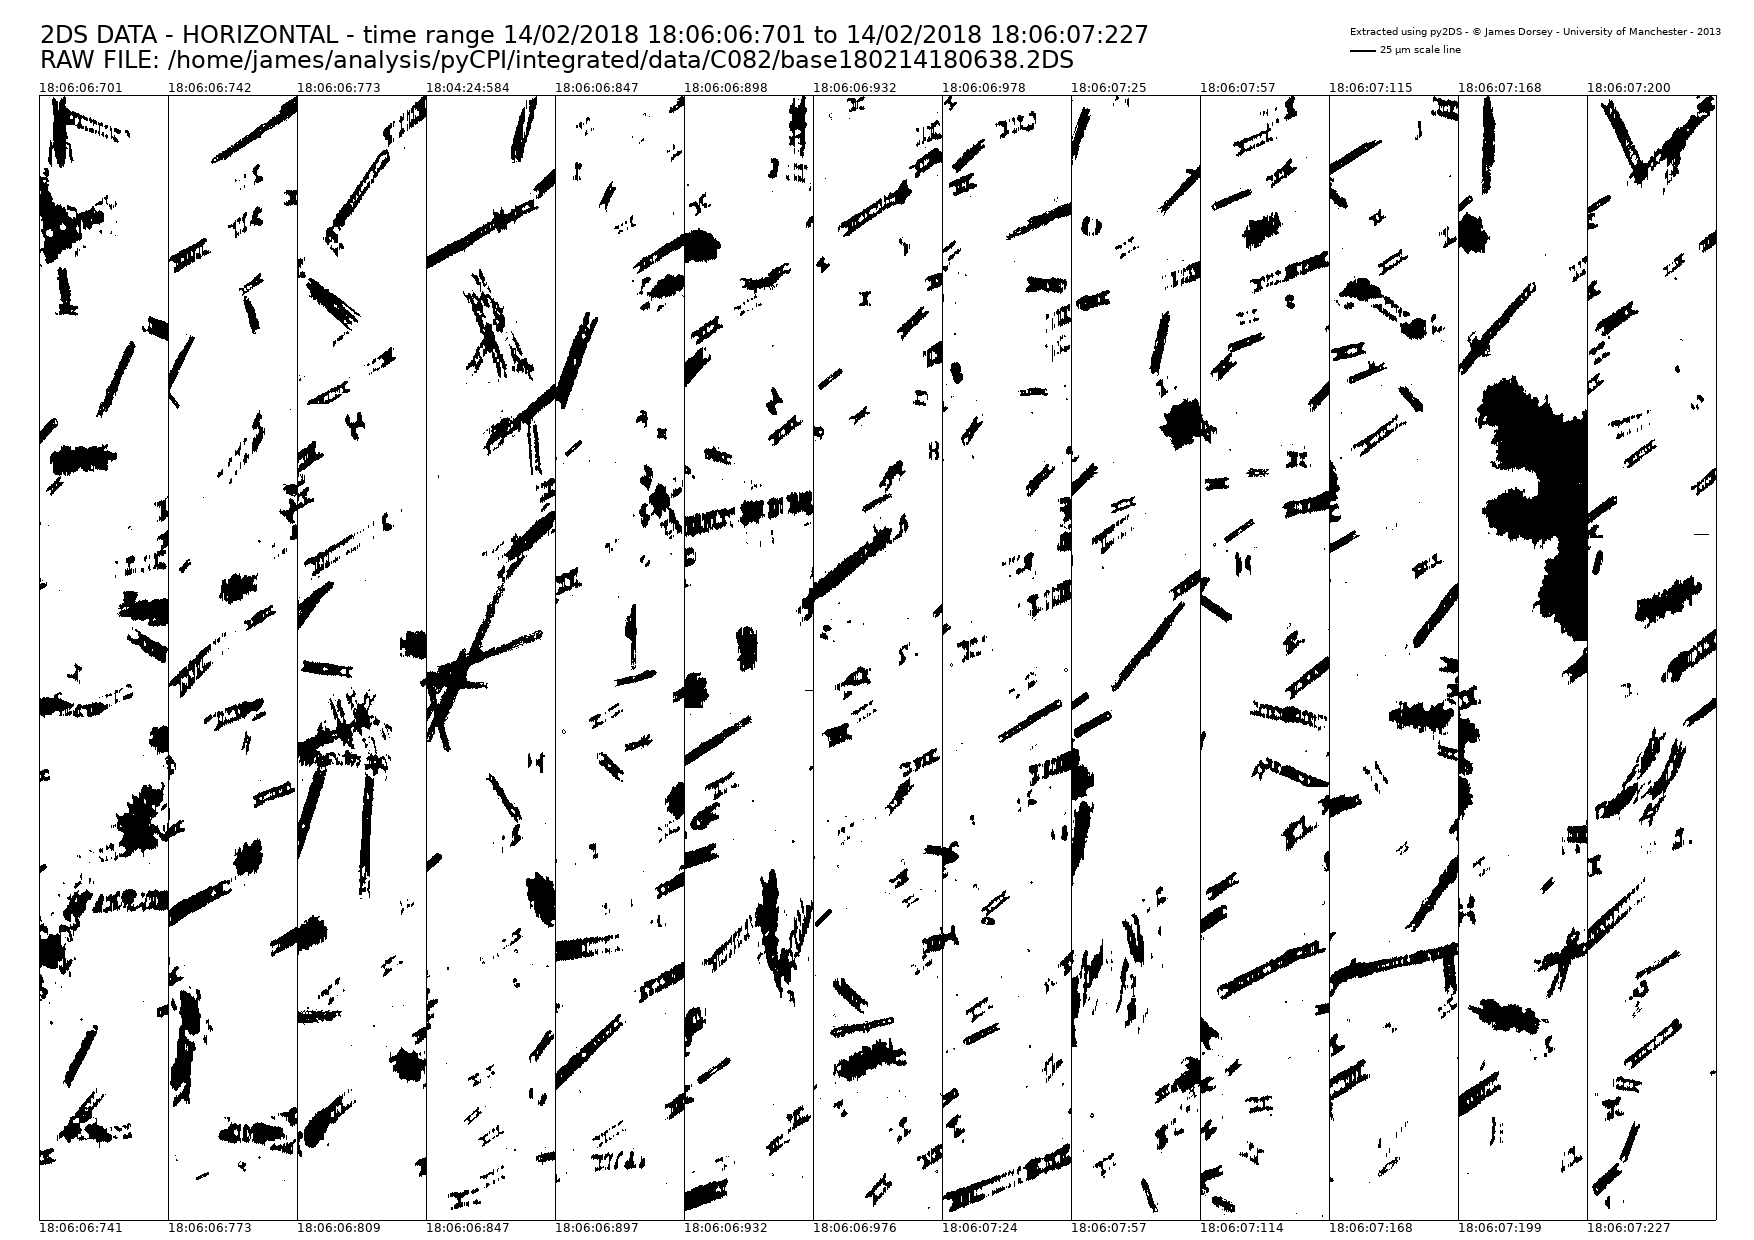 2DS DATA - HORIZONTAL - time range 14/02/2018 18:06:06:701 to 14/02/2018 18:06:07:227
RAW FILE: /home/james/analysis/pyCPI/integrated/data/C082/base180214180638.2DS
Extracted using py2DS - © James Dorsey - University of Manchester - 2013
25 µm scale line
18:06:06:701 18:06:06:742 18:06:06:773 18:04:24:584 18:06:06:847 18:06:06:898 18:06:06:932 18:06:06:978 18:06:07:25 18:06:07:57 18:06:07:115 18:06:07:168 18:06:07:200
18:06:06:741 18:06:06:773 18:06:06:809 18:06:06:847 18:06:06:897 18:06:06:932 18:06:06:976 18:06:07:24 18:06:07:57 18:06:07:114 18:06:07:168 18:06:07:199 18:06:07:227